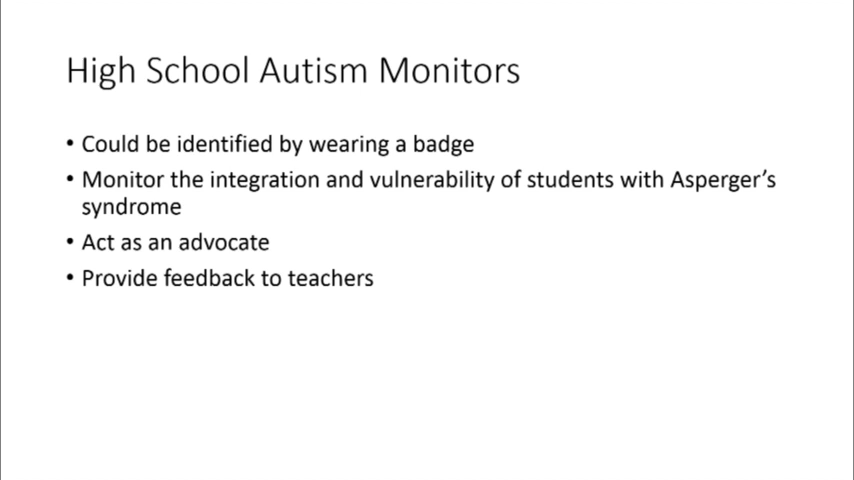 High School Autism Monitors
• Could be identified by wearing a badge
• Monitor the integration and vulnerability of students with Asperger’s
syndrome
• Act as an advocate
• Provide feedback to teachers